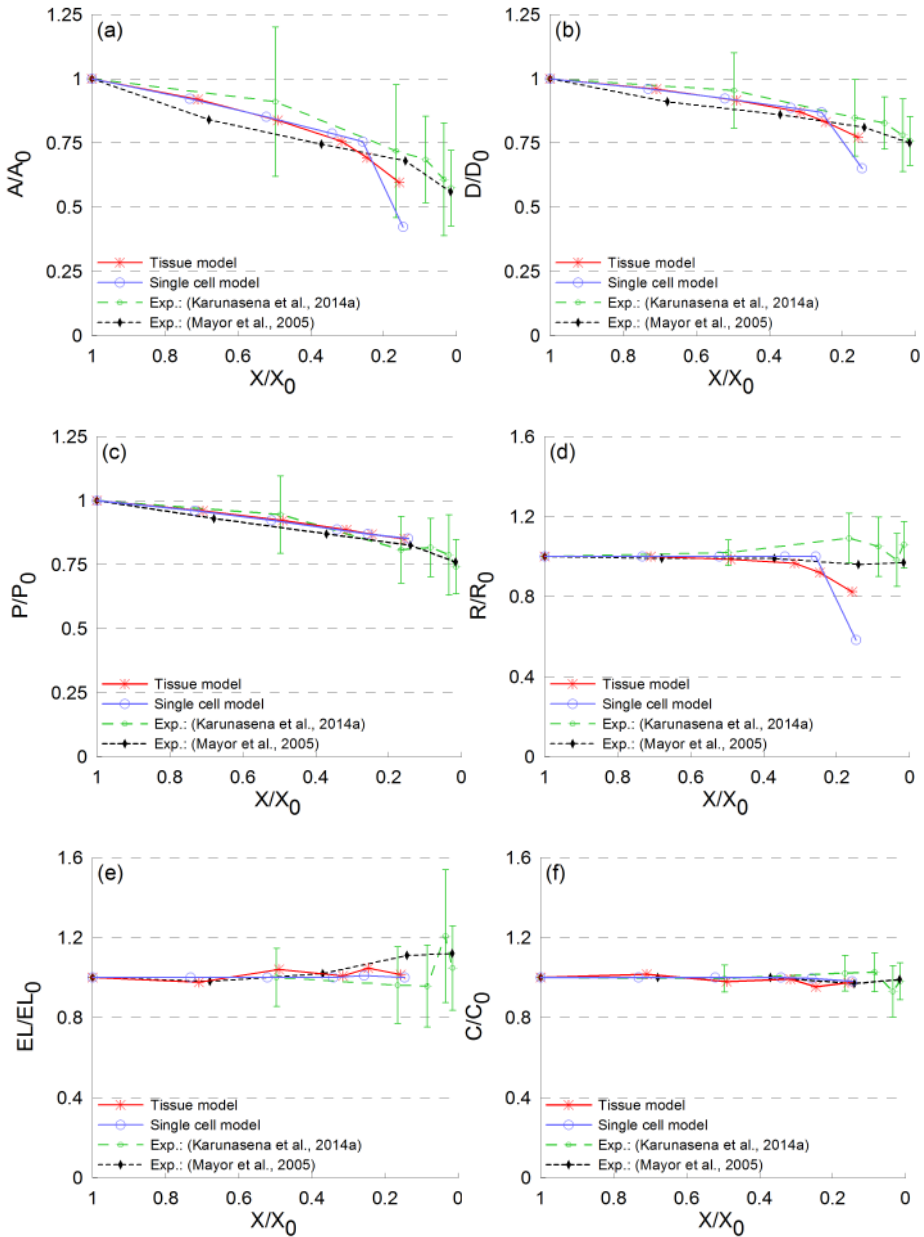 (a)
1.25
1
0.75
0.5
0.25
0
A/A0
Tissue model
Single cell model
Exp.: (Karunasena et al., 2014a)
Exp.: (Mayor et al., 2005)
1 0.8 0.6 0.4 0.2 0
X/X0
(b)
1.25
1
0.75
0.5
0.25
0
D/D0
Tissue model
Single cell model
Exp.: (Karunasena et al., 2014a)
Exp.: (Mayor et al., 2005)
1 0.8 0.6 0.4 0.2 0
X/X0
(c)
1.25
1
0.75
0.5
0.25
0
P/P0
Tissue model
Single cell model
Exp.: (Karunasena et al., 2014a)
Exp.: (Mayor et al., 2005)
1 0.8 0.6 0.4 0.2 0
X/X0
(d)
1.6
1.2
0.8
0.4
0
R/R0
Tissue model
Single cell model
Exp.: (Karunasena et al., 2014a)
Exp.: (Mayor et al., 2005)
1 0.8 0.6 0.4 0.2 0
X/X0
(e)
1.6
1.2
0.8
0.4
0
EL/EL0
Tissue model
Single cell model
Exp.: (Karunasena et al., 2014a)
Exp.: (Mayor et al., 2005)
1 0.8 0.6 0.4 0.2 0
X/X0
(f)
1.6
1.2
0.8
0.4
0
C/C0
Tissue model
Single cell model
Exp.: (Karunasena et al., 2014a)
Exp.: (Mayor et al., 2005)
1 0.8 0.6 0.4 0.2 0
X/X0